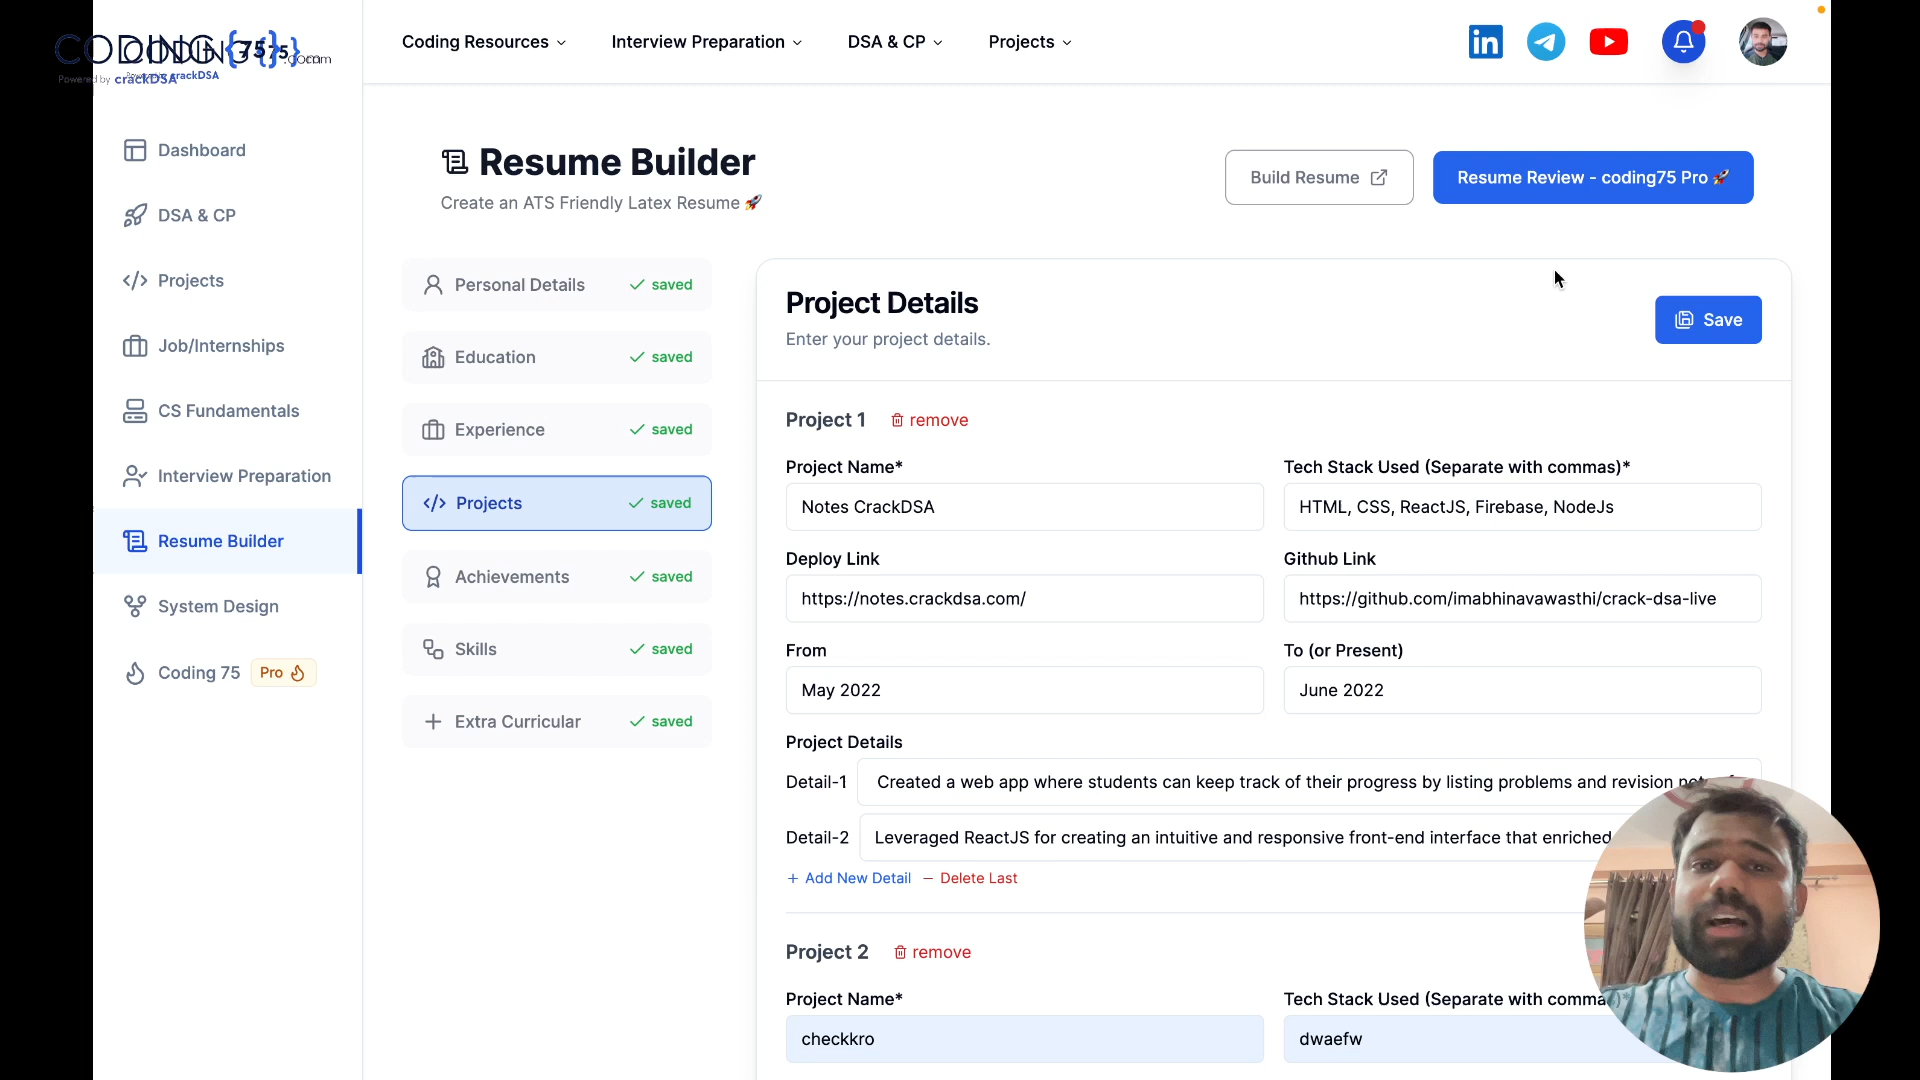 CODING {75}.com
Powered by crackDSA
Coding Resources
Interview Preparation
DSA & CP
Projects
Dashboard
DSA & CP
Projects
Job/Internships
CS Fundamentals
Interview Preparation
Resume Builder
System Design
Coding 75 Pro
Resume Builder
Create an ATS Friendly Latex Resume 🚀
Build Resume
Resume Review - coding75 Pro 🚀
Personal Details saved
Education saved
Experience saved
Projects saved
Achievements saved
Skills saved
Extra Curricular saved
Project Details
Enter your project details.
Save
Project 1 remove
Project Name*
Notes CrackDSA
Tech Stack Used (Separate with commas)*
HTML, CSS, ReactJS, Firebase, NodeJs
Deploy Link
https://notes.crackdsa.com/
Github Link
https://github.com/imabhinavawasthi/crack-dsa-live
From
May 2022
To (or Present)
June 2022
Project Details
Detail-1 Created a web app where students can keep track of their progress by listing problems and revision
Detail-2 Leveraged ReactJS for creating an intuitive and responsive front-end interface that enriched
+ Add New Detail – Delete Last
Project 2 remove
Project Name*
checkkro
Tech Stack Used (Separate with
dwaefw